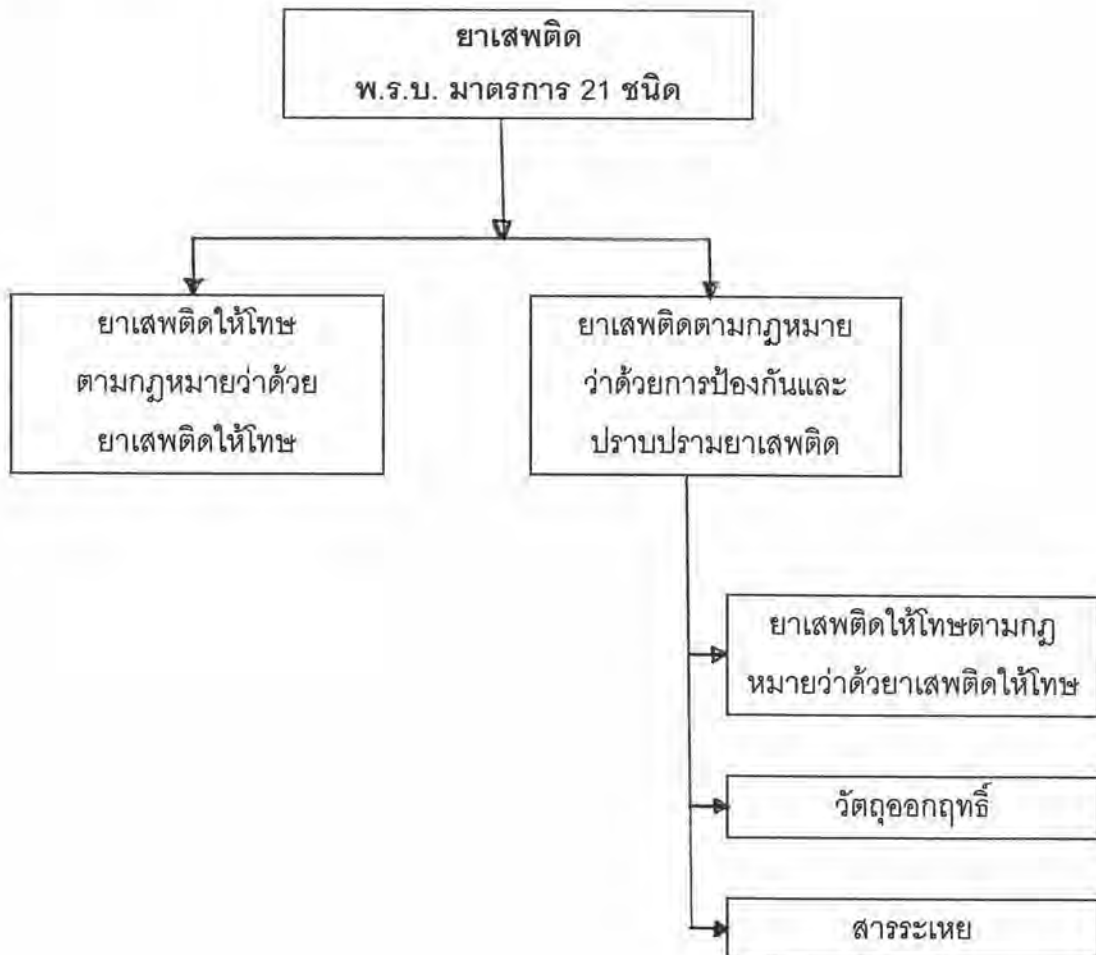 ยาเสพติด
พ.ร.บ. มาตรการ 21 ชนิด
ยาเสพติดให้โทษ
ตามกฎหมายว่าด้วย
ยาเสพติดให้โทษ
ยาเสพติดตามกฎหมาย
ว่าด้วยการป้องกันและ
ปราบปรามยาเสพติด
ยาเสพติดให้โทษตามกฎ
หมายว่าด้วยาเสพติดให้โทษ
วัตถุออกฤทธิ์
สารระเหย